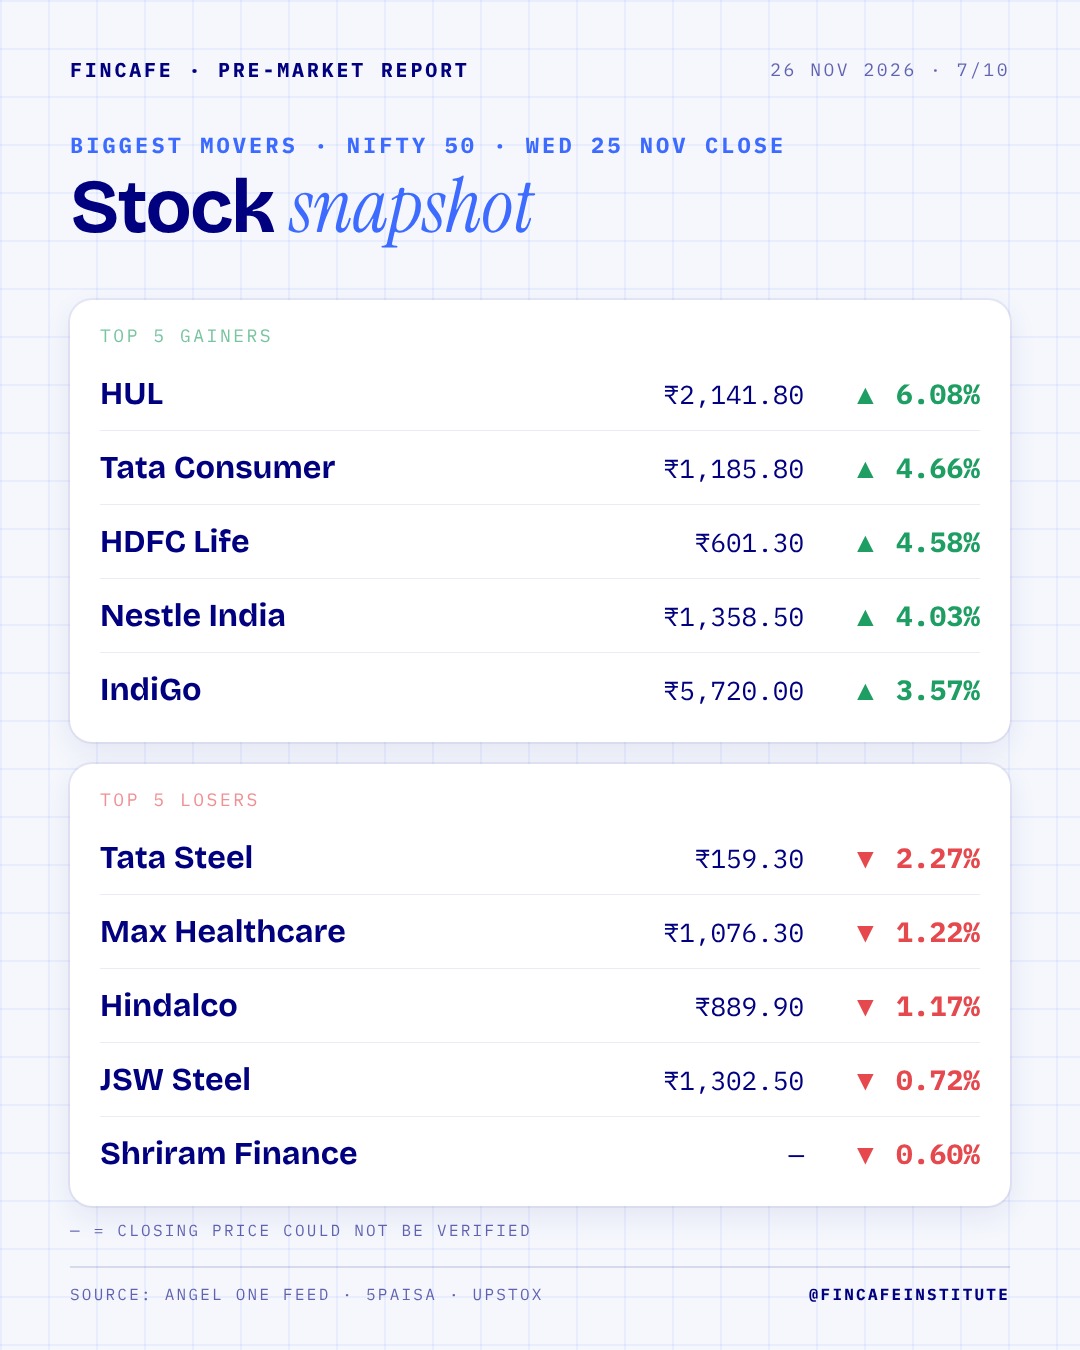 FINCAFE · PRE-MARKET REPORT 26 NOV 2026 · 7/10
BIGGEST MOVERS · NIFTY 50 · WED 25 NOV CLOSE
Stock snapshot
TOP 5 GAINERS
HUL ₹2,141.80 ▲ 6.08%
Tata Consumer ₹1,185.80 ▲ 4.66%
HDFC Life ₹601.30 ▲ 4.58%
Nestle India ₹1,358.50 ▲ 4.03%
IndiGo ₹5,720.00 ▲ 3.57%
TOP 5 LOSERS
Tata Steel ₹159.30 ▼ 2.27%
Max Healthcare ₹1,076.30 ▼ 1.22%
Hindalco ₹889.90 ▼ 1.17%
JSW Steel ₹1,302.50 ▼ 0.72%
Shriram Finance — ▼ 0.60%
— = CLOSING PRICE COULD NOT BE VERIFIED
SOURCE: ANGEL ONE FEED · 5PAISA · UPSTOX @FINCAFEINSTITUTE